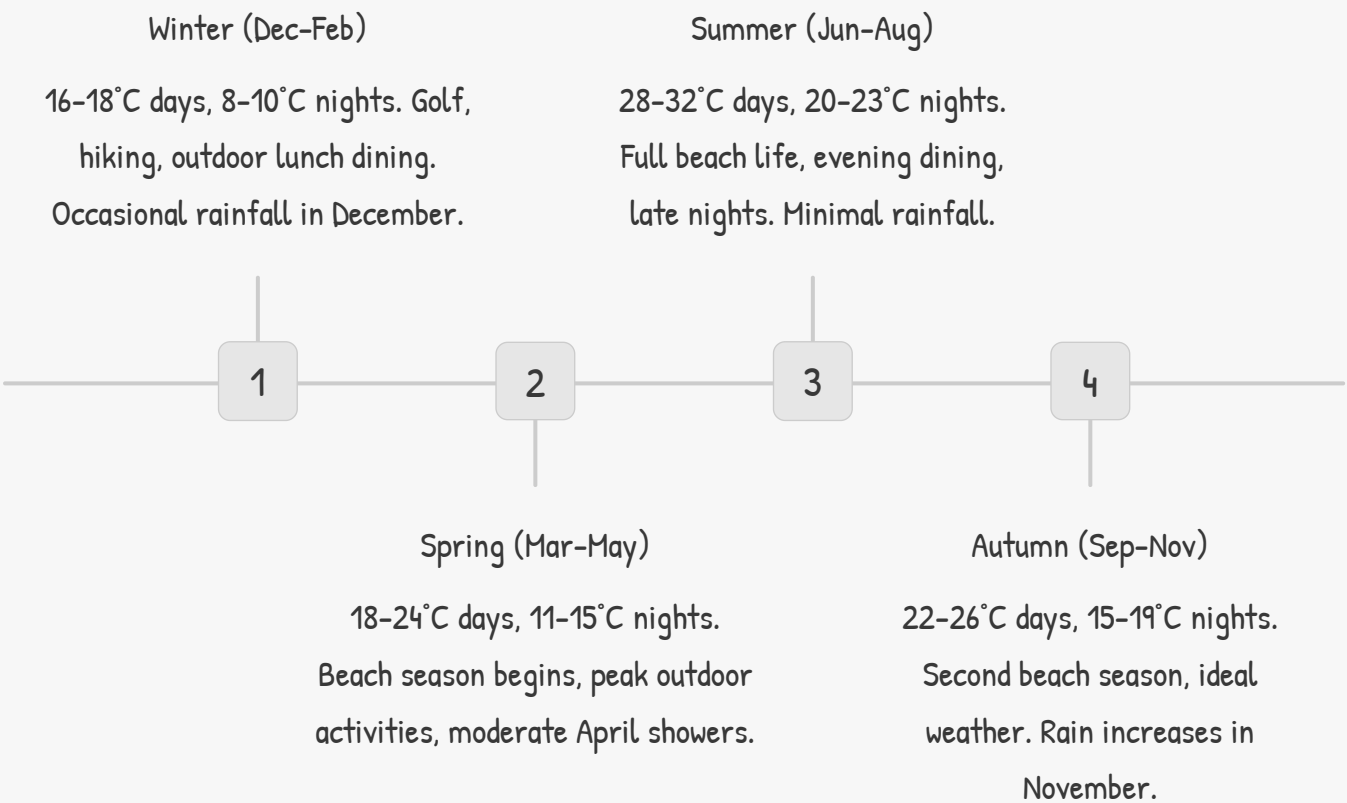 Winter (Dec–Feb)
16–18°C days, 8–10°C nights. Golf,
hiking, outdoor lunch dining.
Occasional rainfall in December.
Summer (Jun–Aug)
28–32°C days, 20–23°C nights.
Full beach life, evening dining,
late nights. Minimal rainfall.
1
2
3
4
Spring (Mar–May)
18–24°C days, 11–15°C nights.
Beach season begins, peak outdoor
activities, moderate April showers.
Autumn (Sep–Nov)
22–26°C days, 15–19°C nights.
Second beach season, ideal
weather. Rain increases in
November.